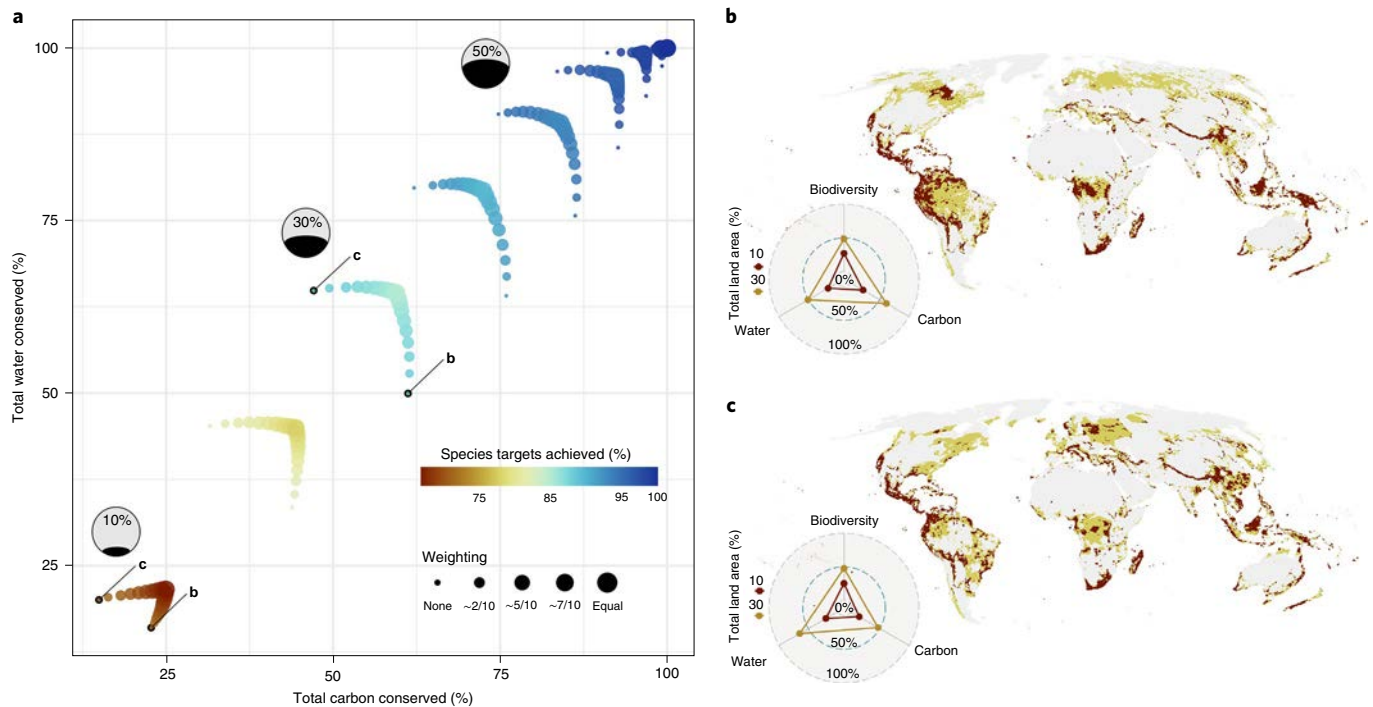 a
100
75
50
25
Total water conserved (%)
50%
30%
c
b
10%
c
b
Species targets achieved (%)
75 85 95 100
Weighting
None ~2/10 ~5/10 ~7/10 Equal
25 50 75 100
Total carbon conserved (%)
b
Biodiversity
Total land area (%)
10
30
0%
50%
100%
Water
Carbon
c
Biodiversity
Total land area (%)
10
30
0%
50%
100%
Water
Carbon